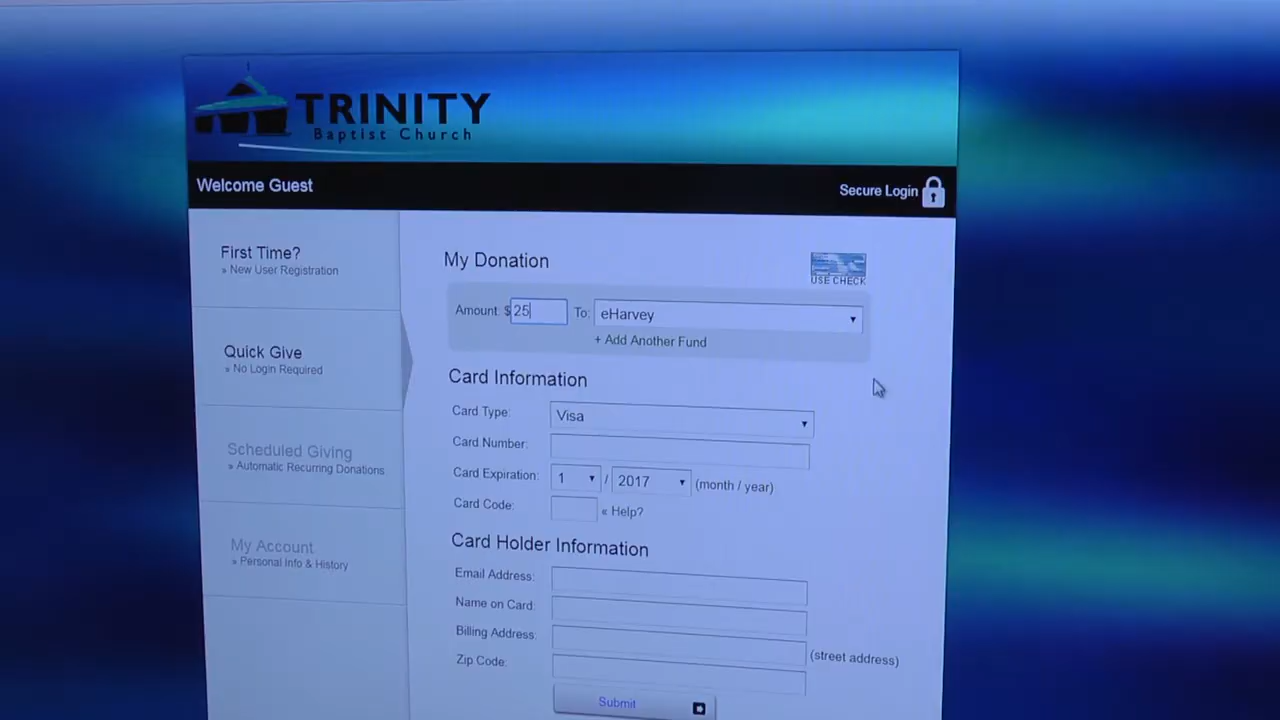 TRINITY
Baptist Church
Welcome Guest
Secure Login
First Time?
» New User Registration
Quick Give
» No Login Required
Scheduled Giving
» Automatic Recurring Donations
My Account
» Personal Info & History
My Donation
USE CHECK
Amount: $ 25 To: eHarvey
+ Add Another Fund
Card Information
Card Type: Visa
Card Number:
Card Expiration: 1 / 2017 (month / year)
Card Code: « Help?
Card Holder Information
Email Address:
Name on Card:
Billing Address: (street address)
Zip Code:
Submit